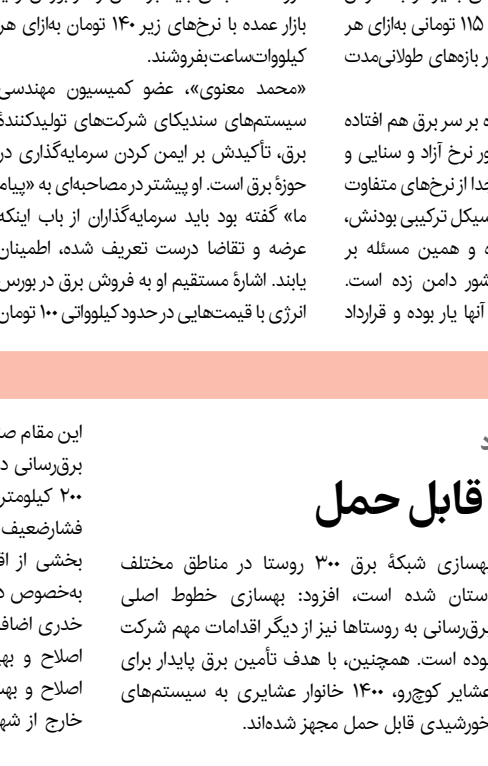 ۱۱۵ تومانی به‌ازای هر
ر بازه‌های طولانی‌مدت
ه بر سر برق هم افتاده
ور نرخ آزاد و سنایی و
جدا از نرخ‌های متفاوت
سیکل ترکیبی بودنش،
ه و همین مسئله بر
شور دامن زده است.
آنها یار بوده و قرارداد
بازار عمده با نرخ‌های زیر ۱۴۰ تومان به‌ازای هر
کیلووات‌ساعت‌بفروشند.
«محمد معنوی»، عضو کمیسیون مهندسی
سیستم‌های سندیکای شرکت‌های تولیدکنندهٔ
برق، تأکیدش بر ایمن کردن سرمایه‌گذاری در
حوزهٔ برق است. او پیشتر در مصاحبه‌ای به «پیام
ما» گفته بود باید سرمایه‌گذاران از باب اینکه
عرضه و تقاضا درست تعریف شده، اطمینان
یابند. اشارهٔ مستقیم او به فروش برق در بورس
انرژی با قیمت‌هایی در حدود کیلوواتی ۱۰۰ تومان
د
قابل حمل
بهسازی شبکهٔ برق ۳۰۰ روستا در مناطق مختلف
ستان شده است، افزود: بهسازی خطوط اصلی
برق‌رسانی به روستاها نیز از دیگر اقدامات مهم شرکت
بوده است. همچنین، با هدف تأمین برق پایدار برای
عشایر کوچ‌رو، ۱۴۰۰ خانوار عشایری به سیستم‌های
خورشیدی قابل حمل مجهز شده‌اند.
این مقام ص
برق‌رسانی د
۲۰۰ کیلومتر
فشارضعیف
بخشی از اق
به‌خصوص د
خدری اضاف
اصلاح و به
اصلاح و بهس
خارج از شه